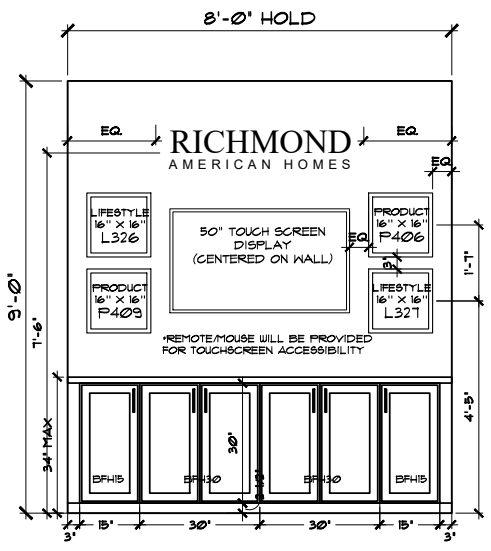 8'-0" HOLD
EQ
EQ
RICHMOND
AMERICAN HOMES
EQ
LIFESTYLE
16" X 16"
L326
50" TOUCH SCREEN
DISPLAY
(CENTERED ON WALL)
EQ
PRODUCT
16" X 16"
P406
3"
1'-7"
PRODUCT
16" X 16"
P409
LIFESTYLE
16" X 16"
L327
9'-0"
7'-6"
*REMOTE/MOUSE WILL BE PROVIDED
FOR TOUCHSCREEN ACCESSIBILITY
4'-5"
34" MAX
30"
BFH15
BFH30
BFH30
BFH15
3"
15"
30"
30"
15"
3"